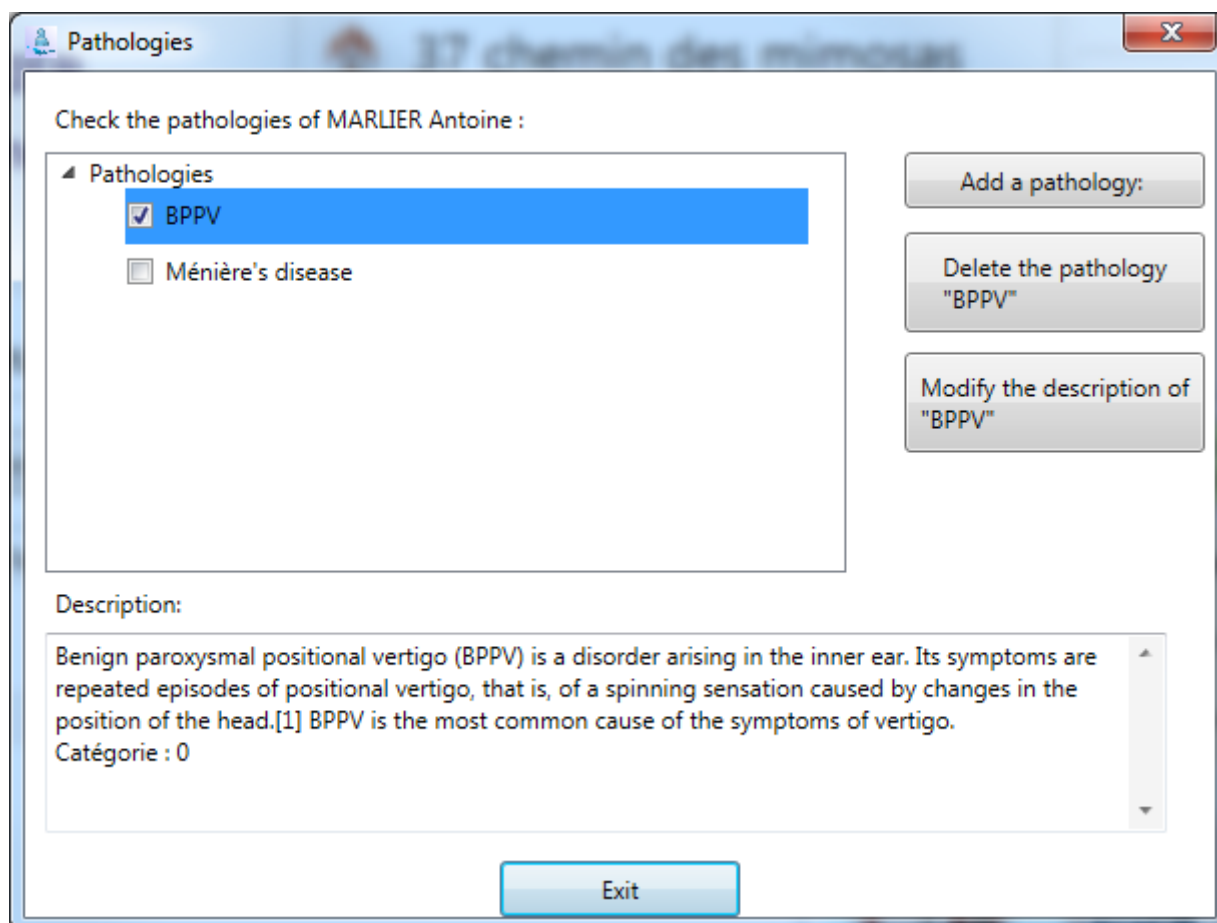 Pathologies
37 chemin des mimosas
Check the pathologies of MARLIER Antoine :
Pathologies
BPPV
Ménière's disease
Add a pathology:
Delete the pathology
"BPPV"
Modify the description of
"BPPV"
Description:
Benign paroxysmal positional vertigo (BPPV) is a disorder arising in the inner ear. Its symptoms are
repeated episodes of positional vertigo, that is, of a spinning sensation caused by changes in the
position of the head.[1] BPPV is the most common cause of the symptoms of vertigo.
Catégorie : 0
Exit